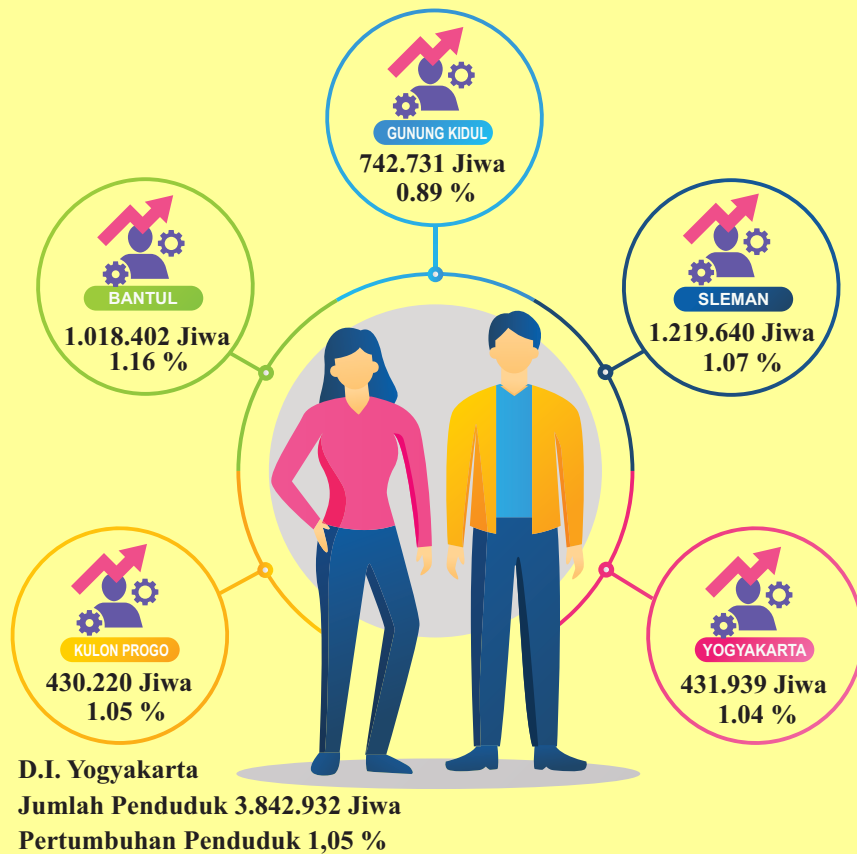 GUNUNG KIDUL
742.731 Jiwa
0.89 %
BANTUL
1.018.402 Jiwa
1.16 %
SLEMAN
1.219.640 Jiwa
1.07 %
KULON PROGO
430.220 Jiwa
1.05 %
YOGYAKARTA
431.939 Jiwa
1.04 %
D.I. Yogyakarta
Jumlah Penduduk 3.842.932 Jiwa
Pertumbuhan Penduduk 1,05 %